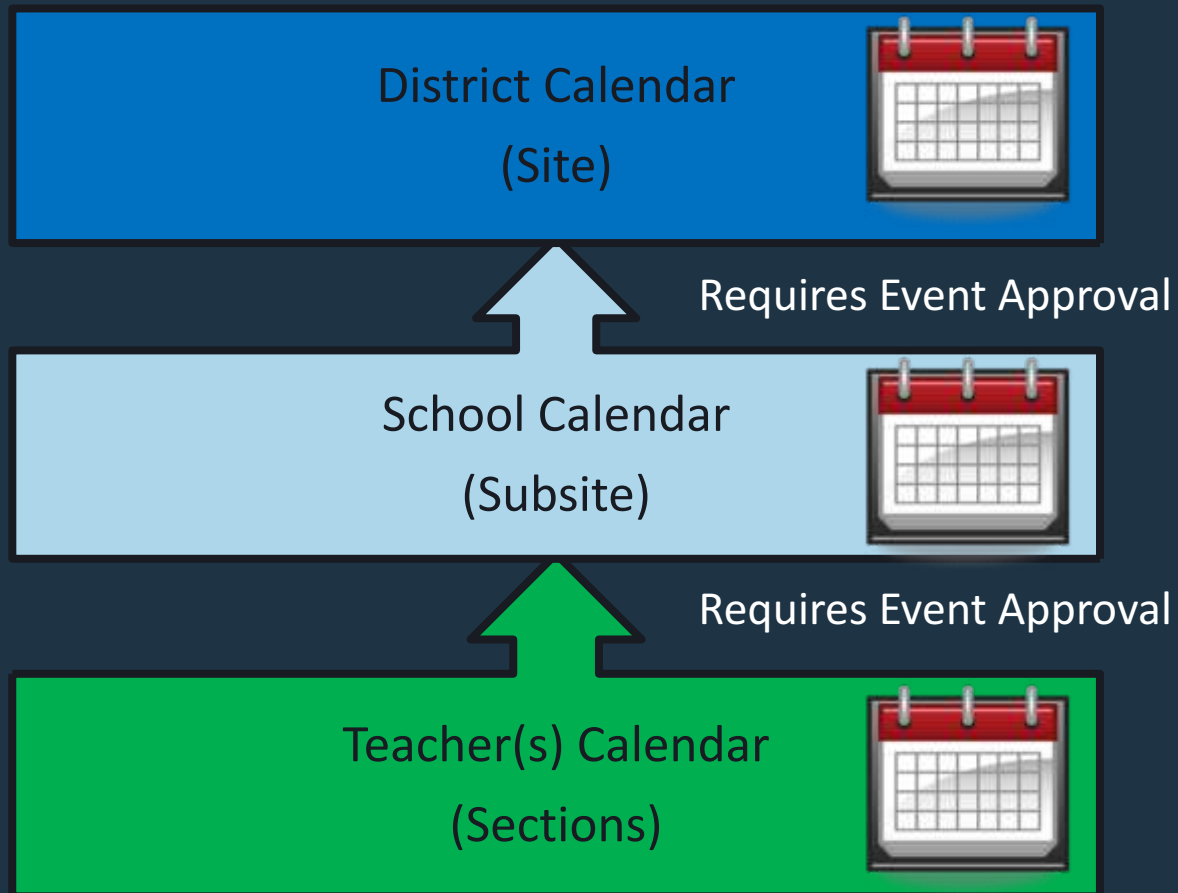 District Calendar
(Site)
Requires Event Approval
School Calendar
(Subsite)
Requires Event Approval
Teacher(s) Calendar
(Sections)